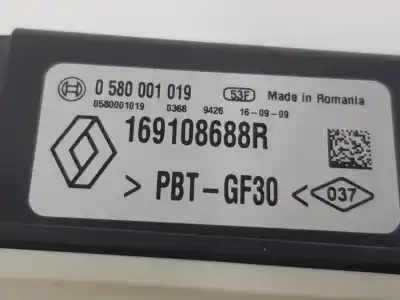 0 580 001 019 53F Made in Romania
0580001019 0368 9426 16-09-09
169108688R
> PBT-GF30 < 037